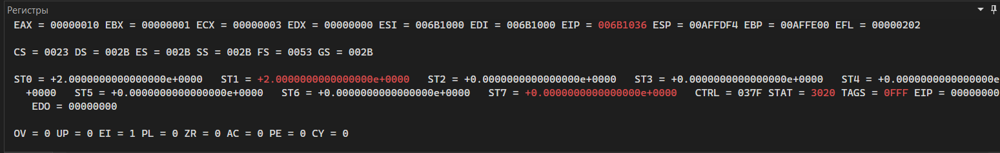 Регистры
EAX = 00000010 EBX = 00000001 ECX = 00000003 EDX = 00000000 ESI = 006B1000 EDI = 006B1000 EIP = 006B1036 ESP = 00AFFDF4 EBP = 00AFFE00 EFL = 00000202
CS = 0023 DS = 002B ES = 002B SS = 002B FS = 0053 GS = 002B
ST0 = +2.0000000000000000e+0000 ST1 = +2.0000000000000000e+0000 ST2 = +0.0000000000000000e+0000 ST3 = +0.0000000000000000e+0000 ST4 = +0.0000000000000000e
+0000 ST5 = +0.0000000000000000e+0000 ST6 = +0.0000000000000000e+0000 ST7 = +0.0000000000000000e+0000 CTRL = 037F STAT = 3020 TAGS = 0FFF EIP = 00000000
EDO = 00000000
OV = 0 UP = 0 EI = 1 PL = 0 ZR = 0 AC = 0 PE = 0 CY = 0